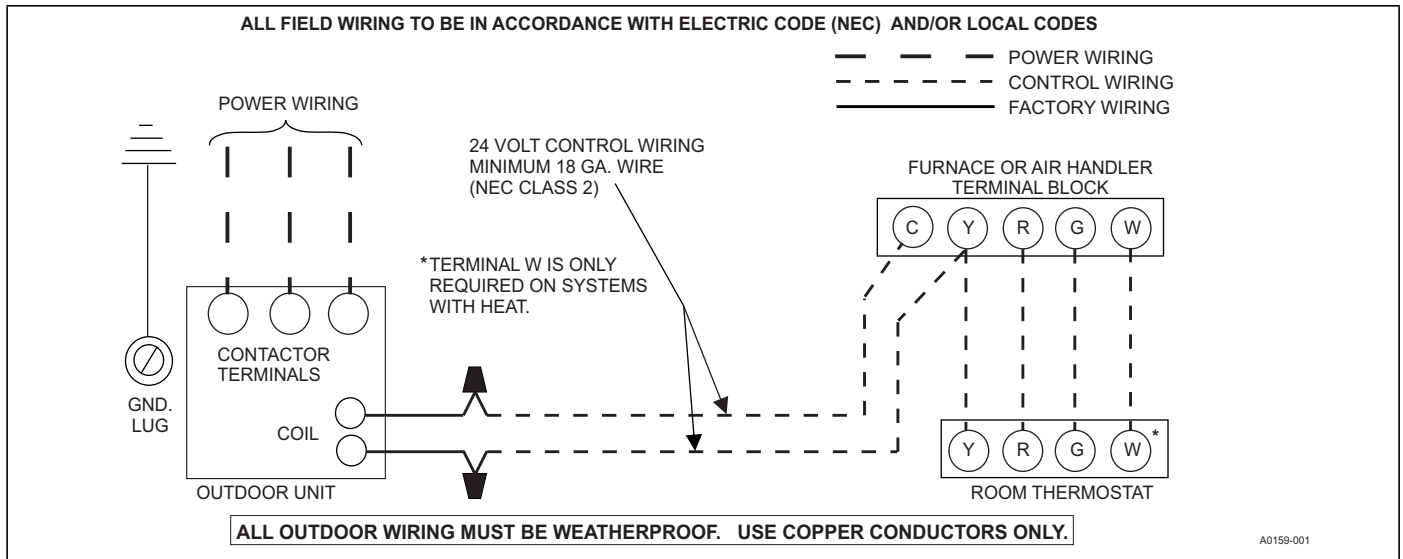 ALL FIELD WIRING TO BE IN ACCORDANCE WITH ELECTRIC CODE (NEC) AND/OR LOCAL CODES
POWER WIRING
CONTROL WIRING
FACTORY WIRING
POWER WIRING
24 VOLT CONTROL WIRING
MINIMUM 18 GA. WIRE
(NEC CLASS 2)
FURNACE OR AIR HANDLER
TERMINAL BLOCK
C Y R G W
*TERMINAL W IS ONLY
REQUIRED ON SYSTEMS
WITH HEAT.
CONTACTOR
TERMINALS
GND.
LUG
COIL
Y R G W *
OUTDOOR UNIT
ROOM THERMOSTAT
ALL OUTDOOR WIRING MUST BE WEATHERPROOF. USE COPPER CONDUCTORS ONLY.
A0159-001